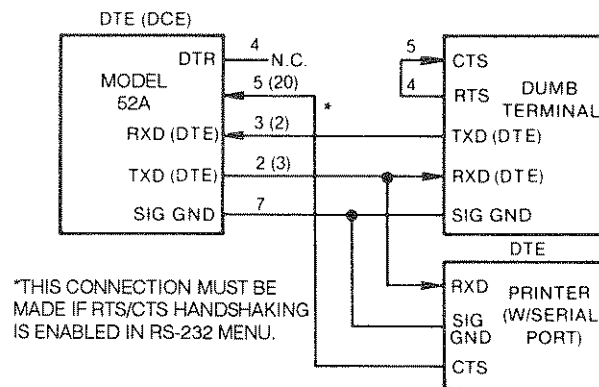 DTE (DCE)
MODEL
52A
DTR
4
N.C.
5 (20)
*
RXD (DTE)
3 (2)
TXD (DTE)
2 (3)
SIG GND
7
5
CTS
4
RTS
DUMB
TERMINAL
TXD (DTE)
RXD (DTE)
SIG GND
DTE
RXD
PRINTER
(W/SERIAL
PORT)
SIG
GND
CTS
*THIS CONNECTION MUST BE
MADE IF RTS/CTS HANDSHAKING
IS ENABLED IN RS-232 MENU.